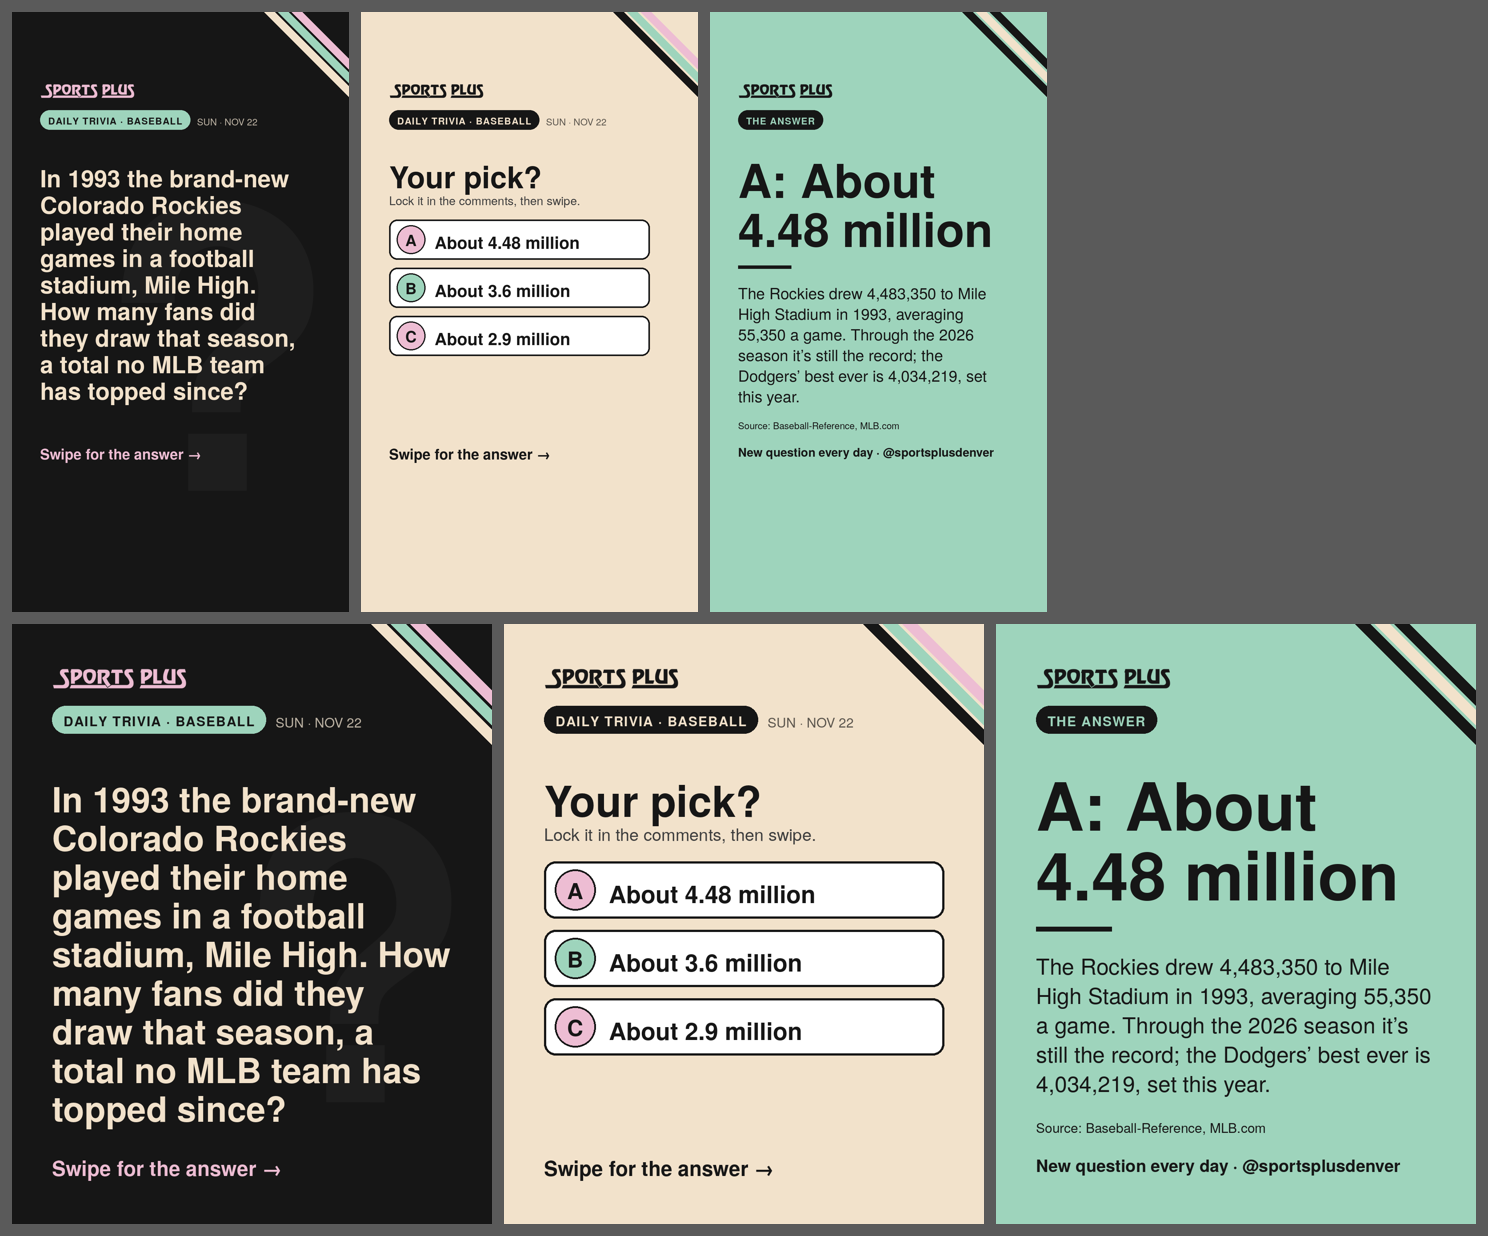 SPORTS PLUS
DAILY TRIVIA · BASEBALL SUN · NOV 22
In 1993 the brand-new
Colorado Rockies
played their home
games in a football
stadium, Mile High.
How many fans did
they draw that season,
a total no MLB team
has topped since?
Swipe for the answer →
SPORTS PLUS
DAILY TRIVIA · BASEBALL SUN · NOV 22
Your pick?
Lock it in the comments, then swipe.
A About 4.48 million
B About 3.6 million
C About 2.9 million
Swipe for the answer →
SPORTS PLUS
THE ANSWER
A: About
4.48 million
The Rockies drew 4,483,350 to Mile
High Stadium in 1993, averaging
55,350 a game. Through the 2026
season it’s still the record; the
Dodgers’ best ever is 4,034,219, set
this year.
Source: Baseball-Reference, MLB.com
New question every day · @sportsplusdenver
SPORTS PLUS
DAILY TRIVIA · BASEBALL SUN · NOV 22
In 1993 the brand-new
Colorado Rockies
played their home
games in a football
stadium, Mile High. How
many fans did they
draw that season, a
total no MLB team has
topped since?
Swipe for the answer →
SPORTS PLUS
DAILY TRIVIA · BASEBALL SUN · NOV 22
Your pick?
Lock it in the comments, then swipe.
A About 4.48 million
B About 3.6 million
C About 2.9 million
Swipe for the answer →
SPORTS PLUS
THE ANSWER
A: About
4.48 million
The Rockies drew 4,483,350 to Mile
High Stadium in 1993, averaging 55,350
a game. Through the 2026 season it’s
still the record; the Dodgers’ best ever is
4,034,219, set this year.
Source: Baseball-Reference, MLB.com
New question every day · @sportsplusdenver